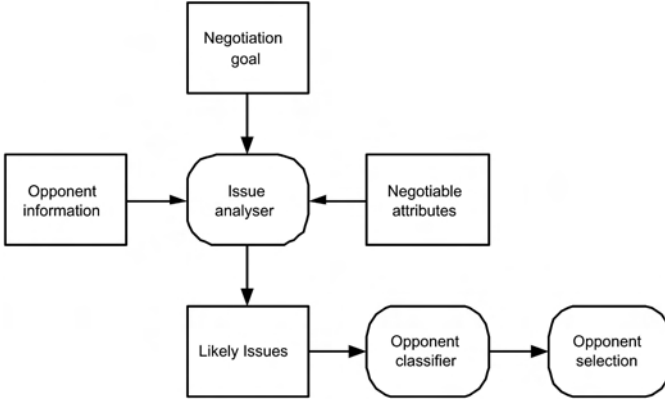 Negotiation
goal
Opponent
information
Issue
analyser
Negotiable
attributes
Likely Issues
Opponent
classifier
Opponent
selection